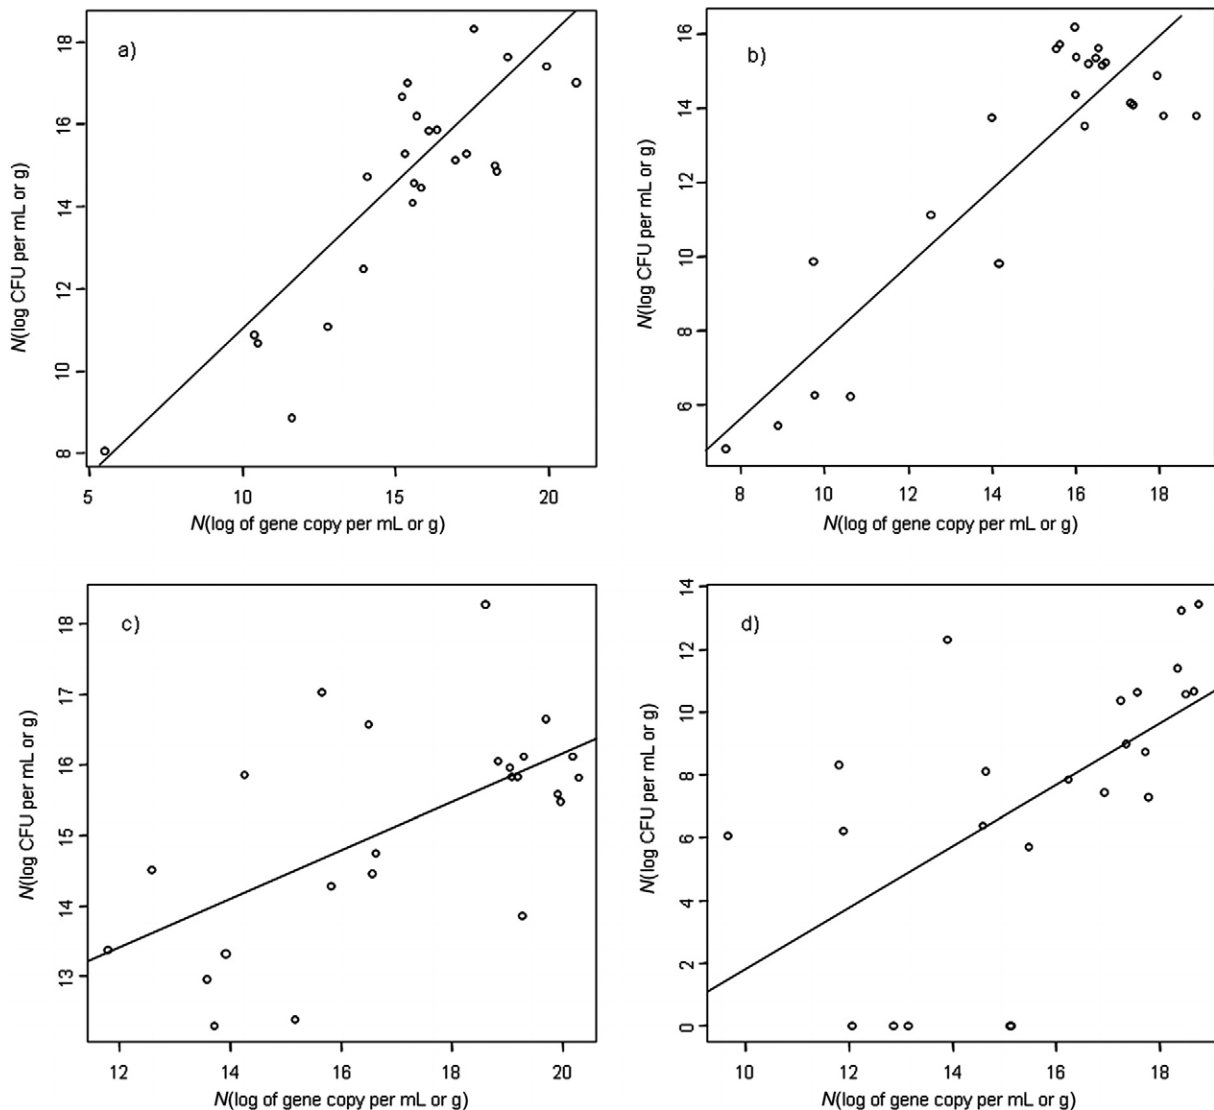 a)
18
16
14
12
10
8
N(log CFU per mL or g)
5 10 15 20
N(log of gene copy per mL or g)
b)
16
14
12
10
8
6
N(log CFU per mL or g)
8 10 12 14 16 18
N(log of gene copy per mL or g)
c)
18
17
16
15
14
13
N(log CFU per mL or g)
12 14 16 18 20
N(log of gene copy per mL or g)
d)
14
12
10
8
6
4
2
0
N(log CFU per mL or g)
10 12 14 16 18
N(log of gene copy per mL or g)